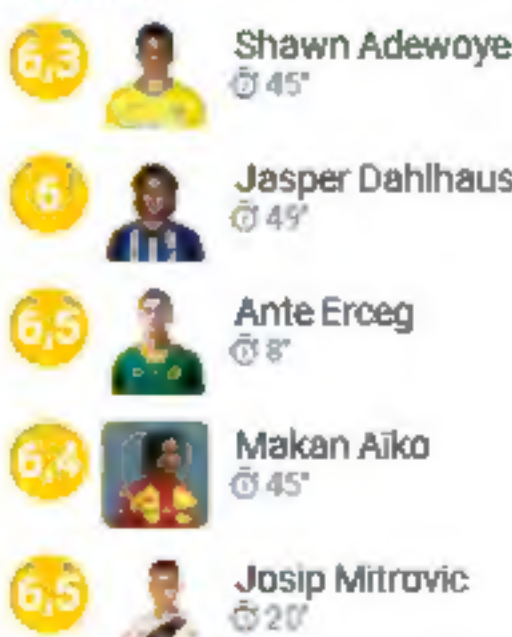 6,3
Shawn Adewoye
45'
6
Jasper Dahlhaus
49'
6,5
Ante Erceg
8'
6,4
Makan Aïko
45'
6,5
Josip Mitrovic
20'